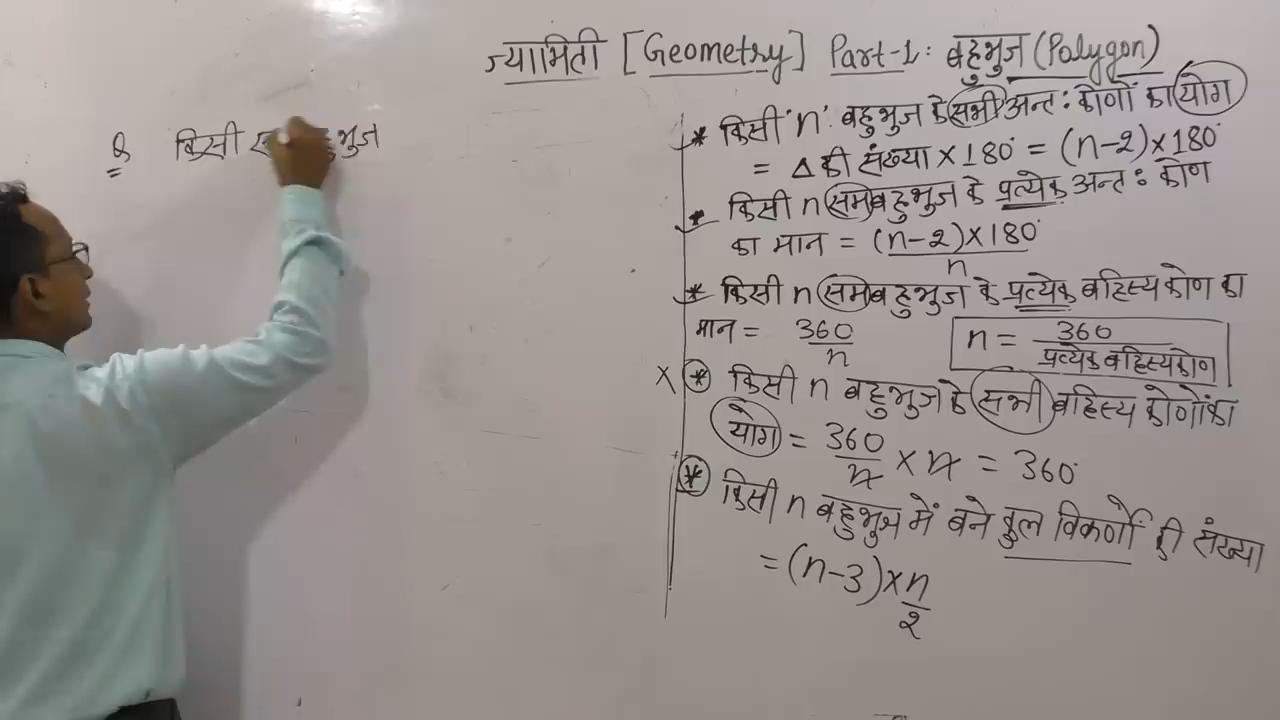 ज्यामिती [Geometry] Part-1: बहुभुज (Polygon)
Q किसी भुज
* किसी 'n' बहुभुज के सभी अन्त: कोणों का योग
= Δ की संख्या × 180° = (n-2)×180°
* किसी n समबहुभुज के प्रत्येक अन्त: कोण
का मान = (n-2)×180°/n
* किसी n समबहुभुज के प्रत्येक बहिस्य कोण का
मान = 360/n n = 360/प्रत्येक बहिस्यकोण
× * किसी n बहुभुज के सभी बहिस्य कोणों का
योग = 360/n × n = 360°
* किसी n बहुभुज में बने कुल विकर्णो की संख्या
= (n-3)×n/2